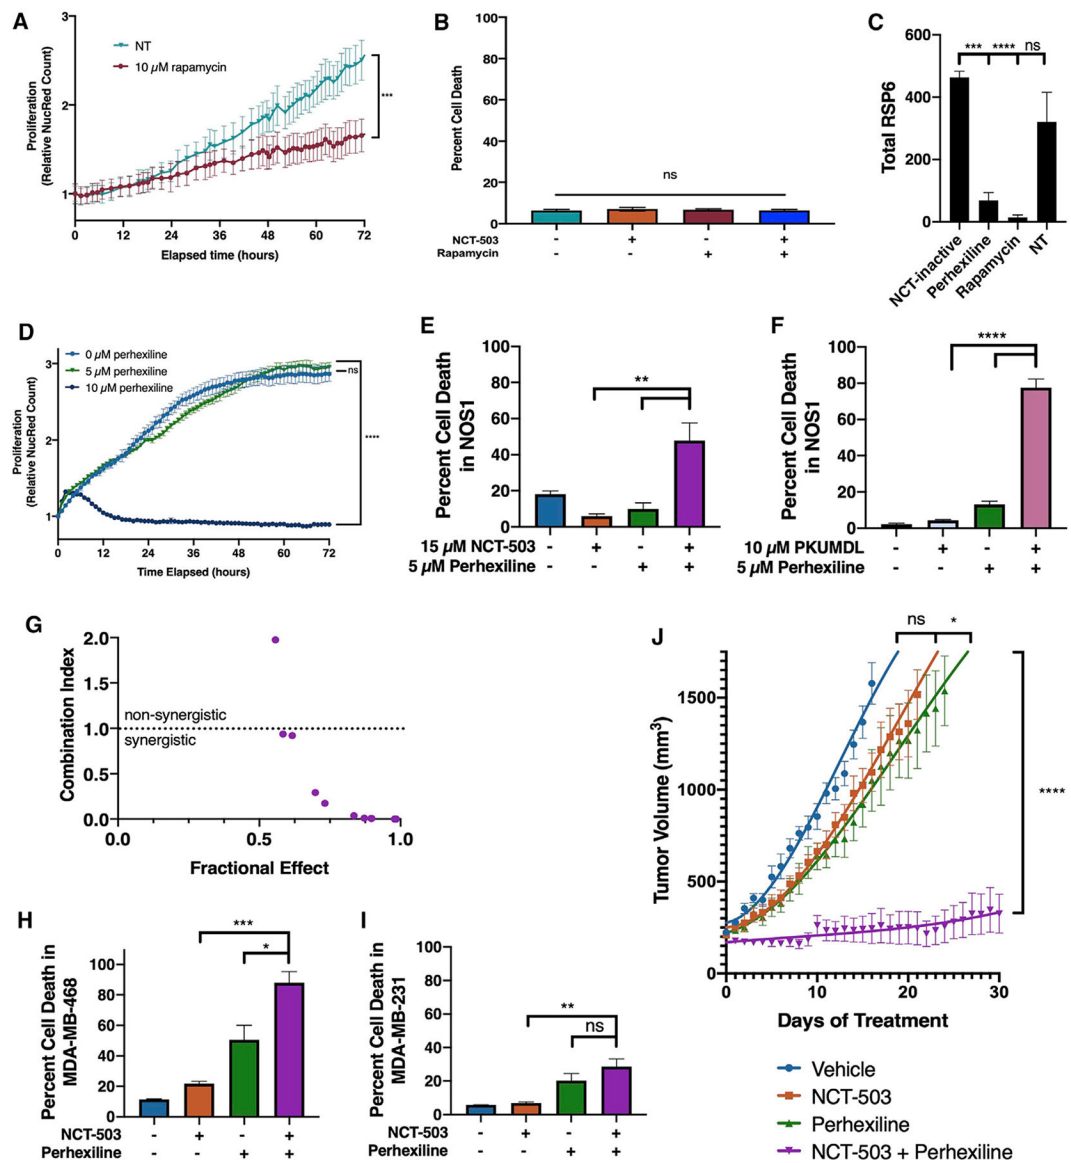 A
3
2
1
Proliferation
(Relative NucRed Count)
NT
10 µM rapamycin
***
0 12 24 36 48 60 72
Elapsed time (hours)
B
100
80
60
40
20
0
Percent Cell Death
ns
NCT-503 - + - +
Rapamycin - - + +
C
600
400
200
0
Total RSP6
*** **** ns
NCT-inactive
Perhexiline
Rapamycin
NT
D
0 µM perhexiline
5 µM perhexiline
10 µM perhexiline
3
2
1
Proliferation
(Relative NucRed Count)
ns
****
0 12 24 36 48 60 72
Time Elapsed (hours)
E
100
80
60
40
20
0
Percent Cell Death
in NOS1
**
15 µM NCT-503 - + - +
5 µM Perhexiline - - + +
F
100
80
60
40
20
0
Percent Cell Death
in NOS1
****
10 µM PKUMDL - + - +
5 µM Perhexiline - - + +
G
2.0
1.5
1.0
0.5
0.0
Combination Index
non-synergistic
synergistic
0.0 0.5 1.0
Fractional Effect
H
100
80
60
40
20
0
Percent Cell Death in
MDA-MB-468
***
*
NCT-503 - + - +
Perhexiline - - + +
I
100
80
60
40
20
0
Percent Cell Death in
MDA-MB-231
**
ns
NCT-503 - + - +
Perhexiline - - + +
J
ns *
1500
1000
500
0
Tumor Volume (mm³)
****
0 10 20 30
Days of Treatment
Vehicle
NCT-503
Perhexiline
NCT-503 + Perhexiline